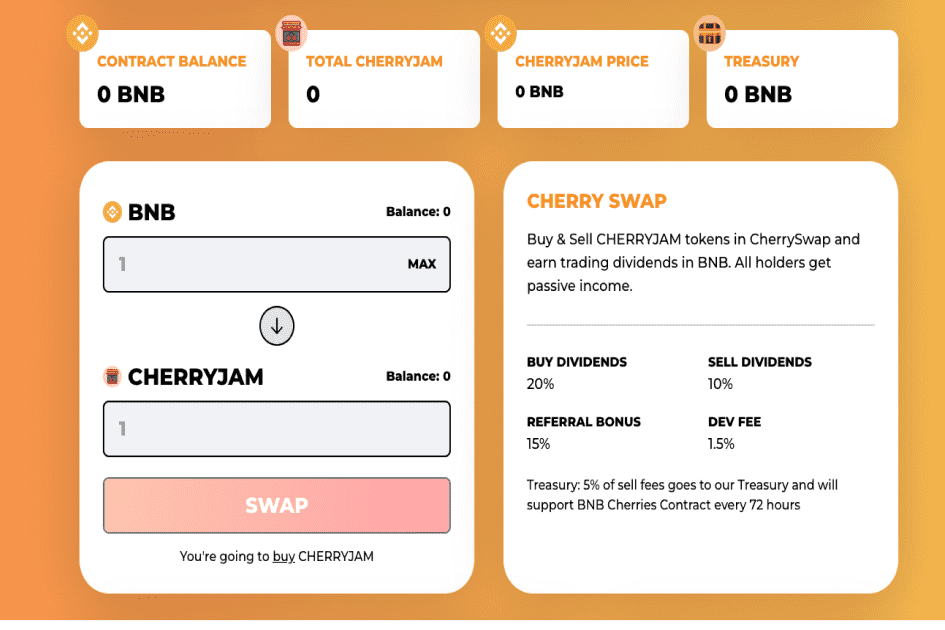 CONTRACT BALANCE
0 BNB
TOTAL CHERRYJAM
0
CHERRYJAM PRICE
0 BNB
TREASURY
0 BNB
BNB
Balance: 0
1
MAX
CHERRYJAM
Balance: 0
1
SWAP
You're going to buy CHERRYJAM
CHERRY SWAP
Buy & Sell CHERRYJAM tokens in CherrySwap and
earn trading dividends in BNB. All holders get
passive income.
BUY DIVIDENDS
20%
SELL DIVIDENDS
10%
REFERRAL BONUS
15%
DEV FEE
1.5%
Treasury: 5% of sell fees goes to our Treasury and will
support BNB Cherries Contract every 72 hours